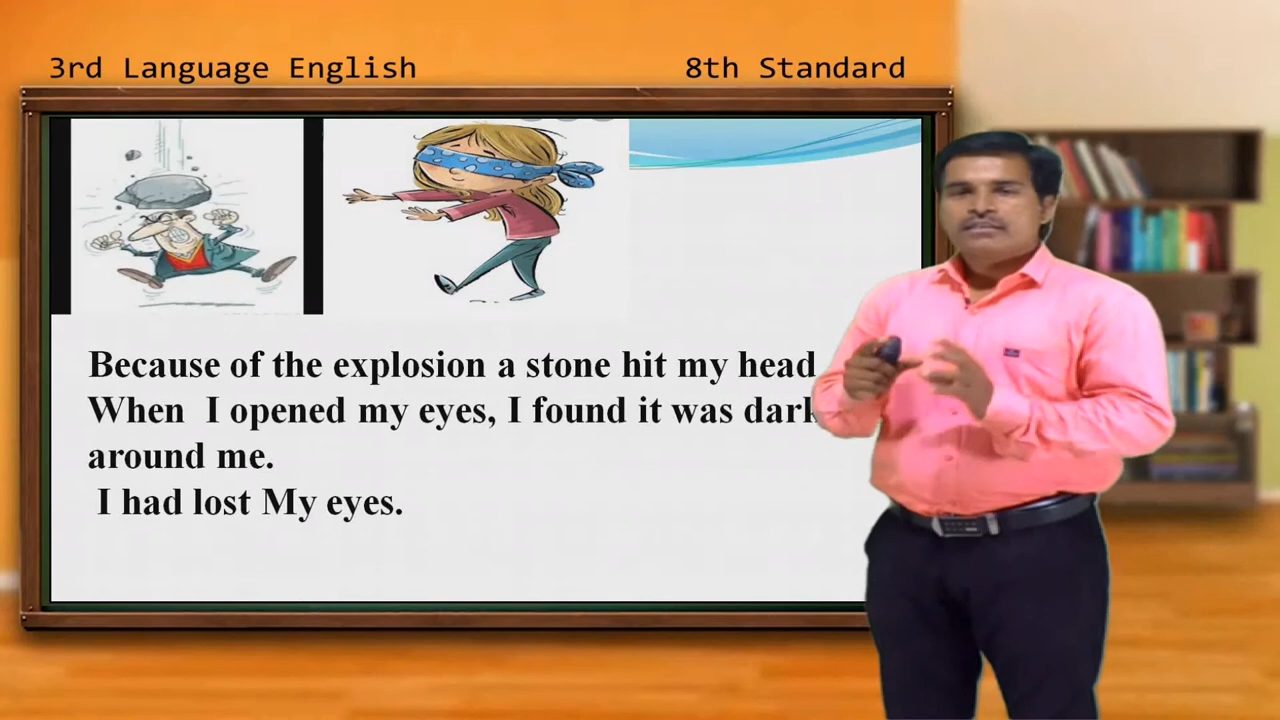 3rd Language English 8th Standard
Because of the explosion a stone hit my head
When I opened my eyes, I found it was dark
around me.
I had lost My eyes.